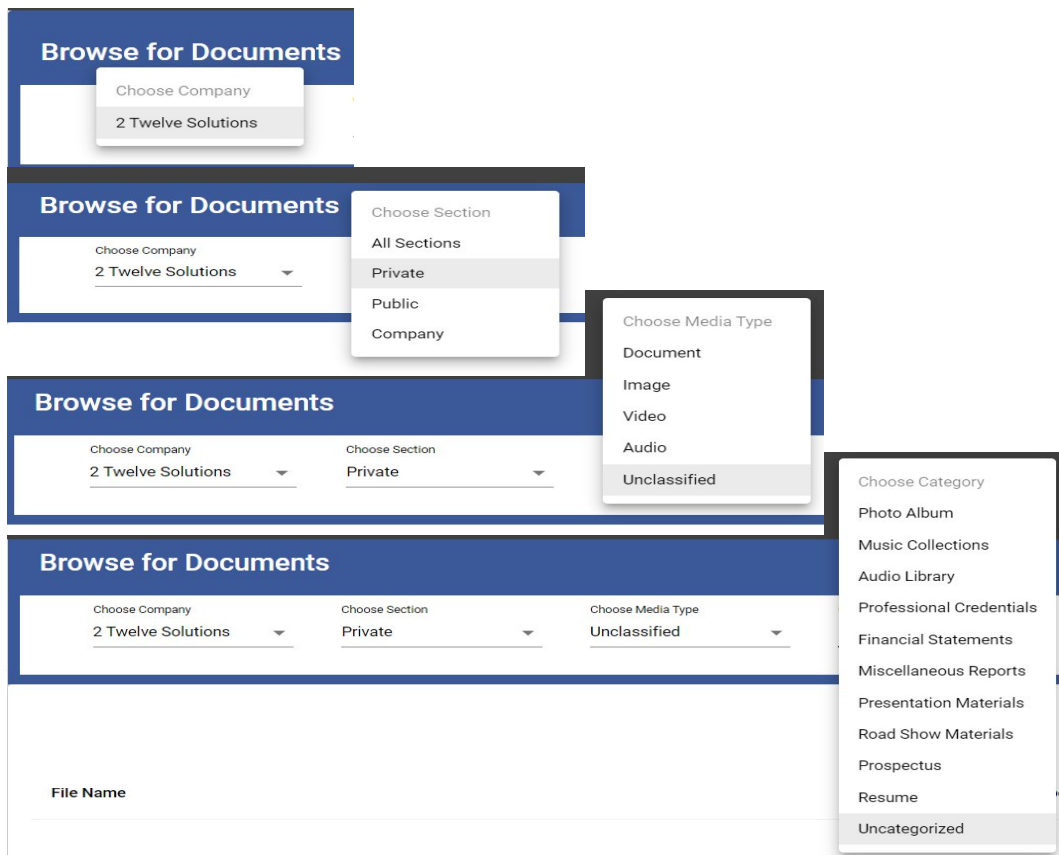 Browse for Documents
Choose Company
2 Twelve Solutions
Browse for Documents
Choose Company
2 Twelve Solutions
Choose Section
All Sections
Private
Public
Company
Browse for Documents
Choose Company
2 Twelve Solutions
Choose Section
Private
Choose Media Type
Document
Image
Video
Audio
Unclassified
Browse for Documents
Choose Company
2 Twelve Solutions
Choose Section
Private
Choose Media Type
Unclassified
Choose Category
Photo Album
Music Collections
Audio Library
Professional Credentials
Financial Statements
Miscellaneous Reports
Presentation Materials
Road Show Materials
Prospectus
Resume
Uncategorized
File Name